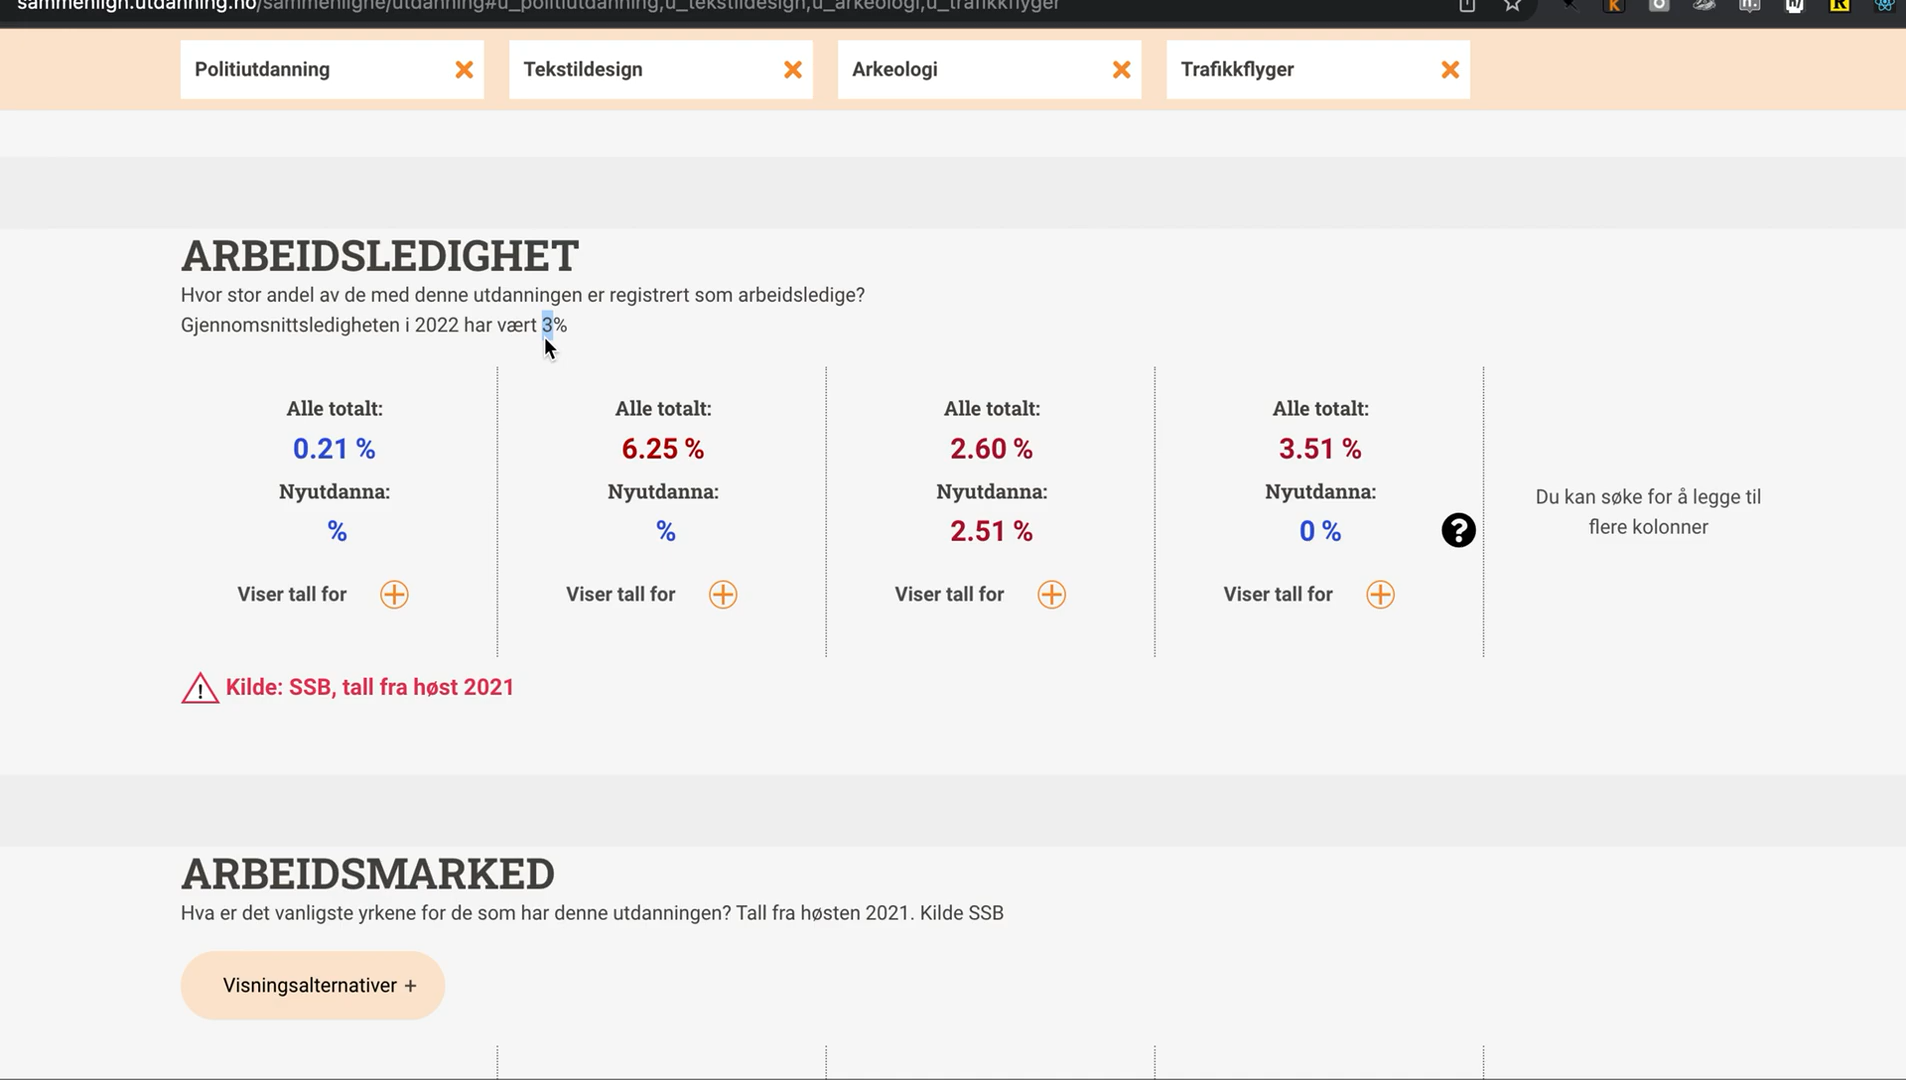 sammenlign.utdanning.no/sammenligne/utdanning#u_politiutdanning,u_tekstildesign,u_arkeologi,u_trafikkflyger
Politiutdanning
Tekstildesign
Arkeologi
Trafikkflyger
ARBEIDSLEDIGHET
Hvor stor andel av de med denne utdanningen er registrert som arbeidsledige?
Gjennomsnittsledigheten i 2022 har vært 3%
Alle totalt:
0.21 %
Nyutdanna:
%
Viser tall for
Alle totalt:
6.25 %
Nyutdanna:
%
Viser tall for
Alle totalt:
2.60 %
Nyutdanna:
2.51 %
Viser tall for
Alle totalt:
3.51 %
Nyutdanna:
0 %
?
Viser tall for
Du kan søke for å legge til
flere kolonner
Kilde: SSB, tall fra høst 2021
ARBEIDSMARKED
Hva er det vanligste yrkene for de som har denne utdanningen? Tall fra høsten 2021. Kilde SSB
Visningsalternativer +